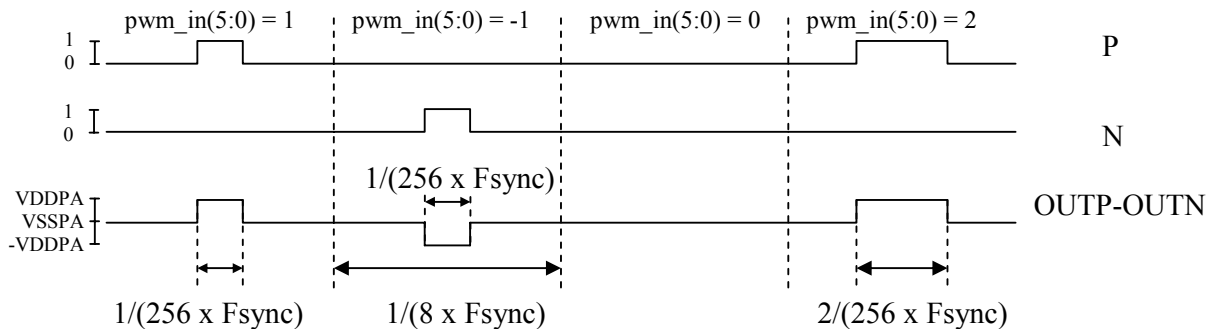 pwm_in(5:0) = 1
pwm_in(5:0) = -1
pwm_in(5:0) = 0
pwm_in(5:0) = 2
1
0
P
1
0
N
1/(256 x Fsync)
VDDPA
VSSPA
-VDDPA
OUTP-OUTN
1/(256 x Fsync)
1/(8 x Fsync)
2/(256 x Fsync)